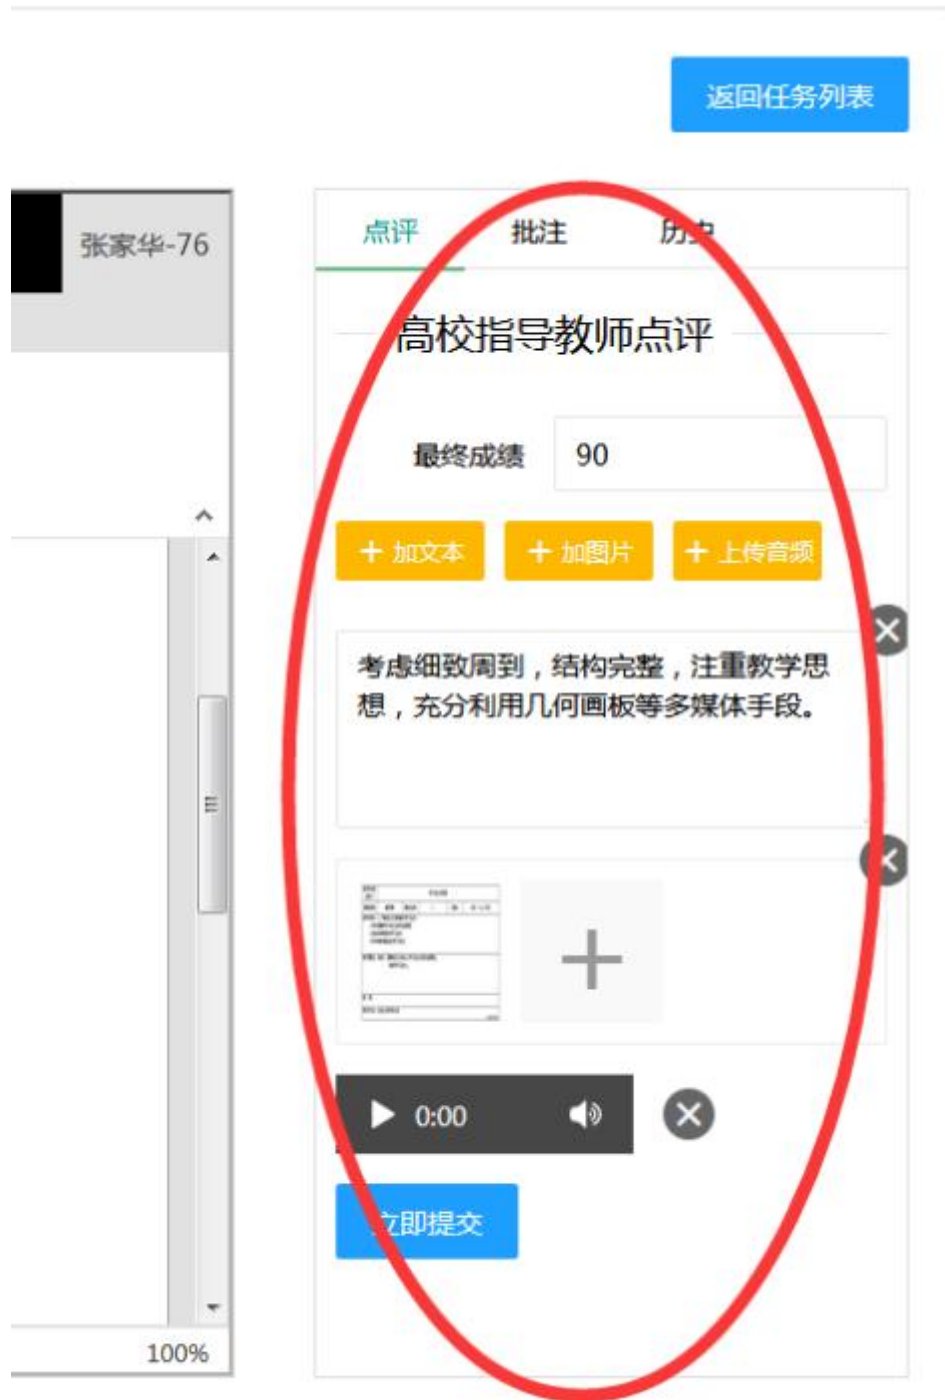 返回任务列表
张家华-76
点评 批注 历史
高校指导教师点评
最终成绩 90
+ 加文本 + 加图片 + 上传音频
考虑细致周到，结构完整，注重教学思
想，充分利用几何画板等多媒体手段。
0:00
立即提交
100%